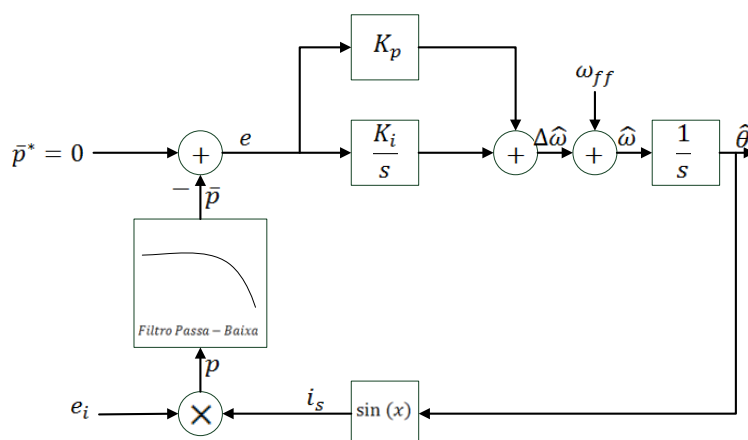 K_p
ω_ff
p̄* = 0
+
e
K_i
s
+
Δω̂
+
ω̂
1
s
θ̂
−
p̄
Filtro Passa − Baixa
p
e_i
×
i_s
sin (x)